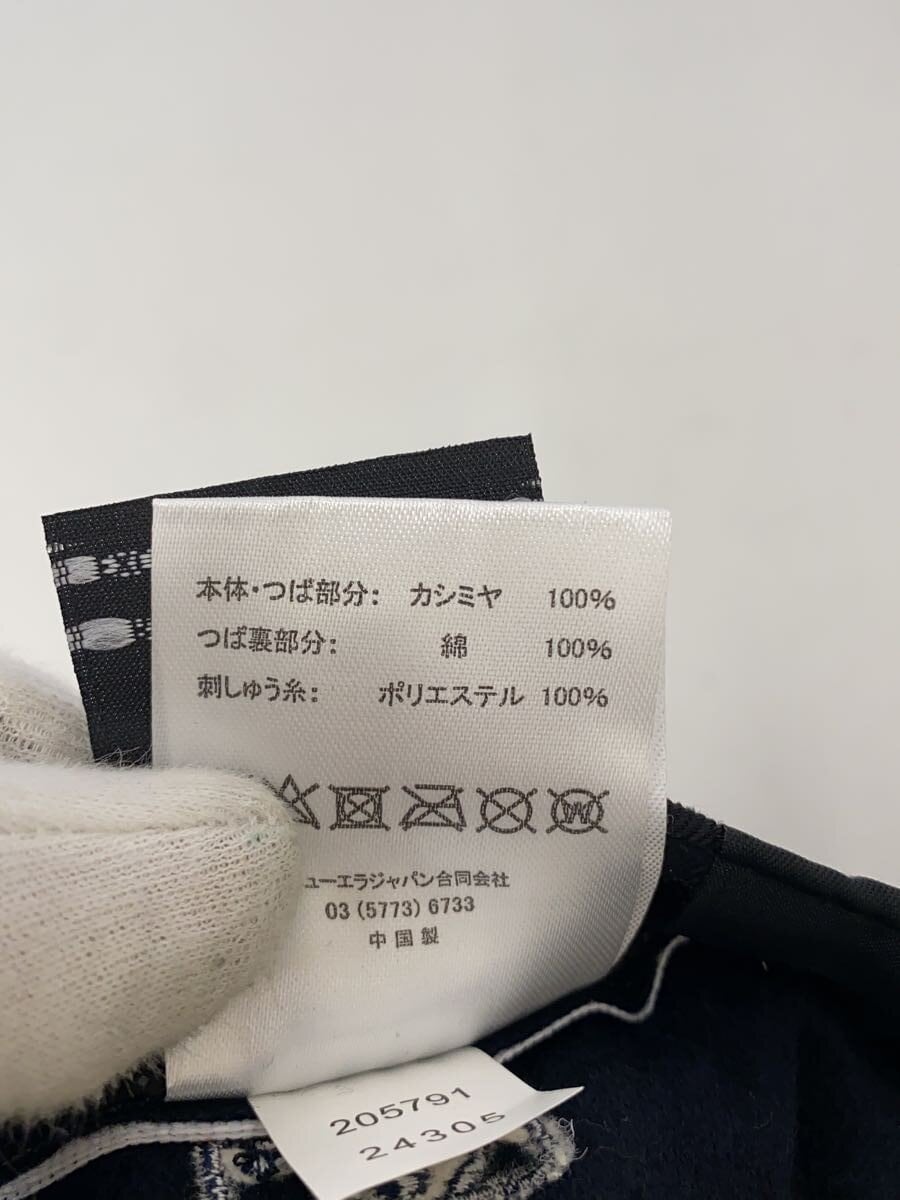 本体・つば部分: カシミヤ 100%
つば裏部分: 綿 100%
刺しゅう糸: ポリエステル 100%
ューエラジャパン合同会社
03 (5773) 6733
中国製
205791
24305